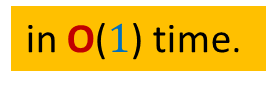 in O(1) time.